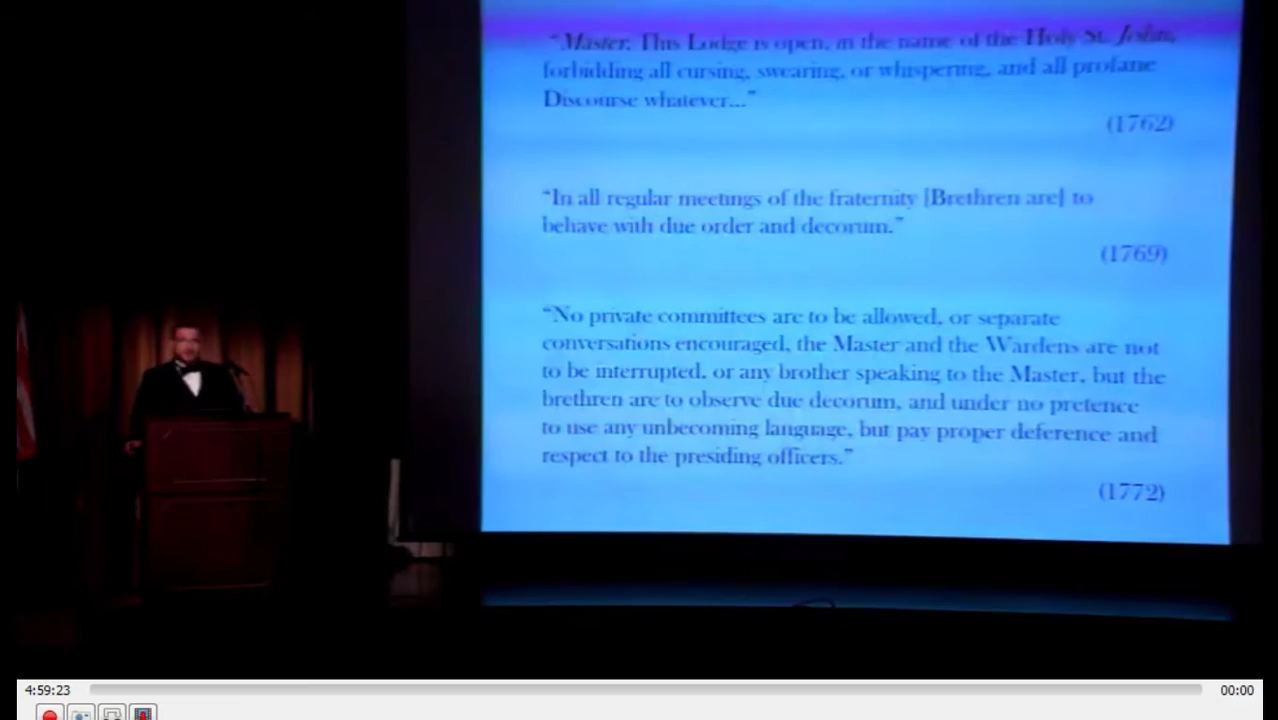 “Master. This Lodge is open, in the name of the Holy St. John,
forbidding all cursing, swearing, or whispering, and all profane
Discourse whatever...”
(1762)
“In all regular meetings of the fraternity [Brethren are] to
behave with due order and decorum.”
(1769)
“No private committees are to be allowed, or separate
conversations encouraged, the Master and the Wardens are not
to be interrupted, or any brother speaking to the Master, but the
brethren are to observe due decorum, and under no pretence
to use any unbecoming language, but pay proper deference and
respect to the presiding officers.”
(1772)
4:59:23
00:00